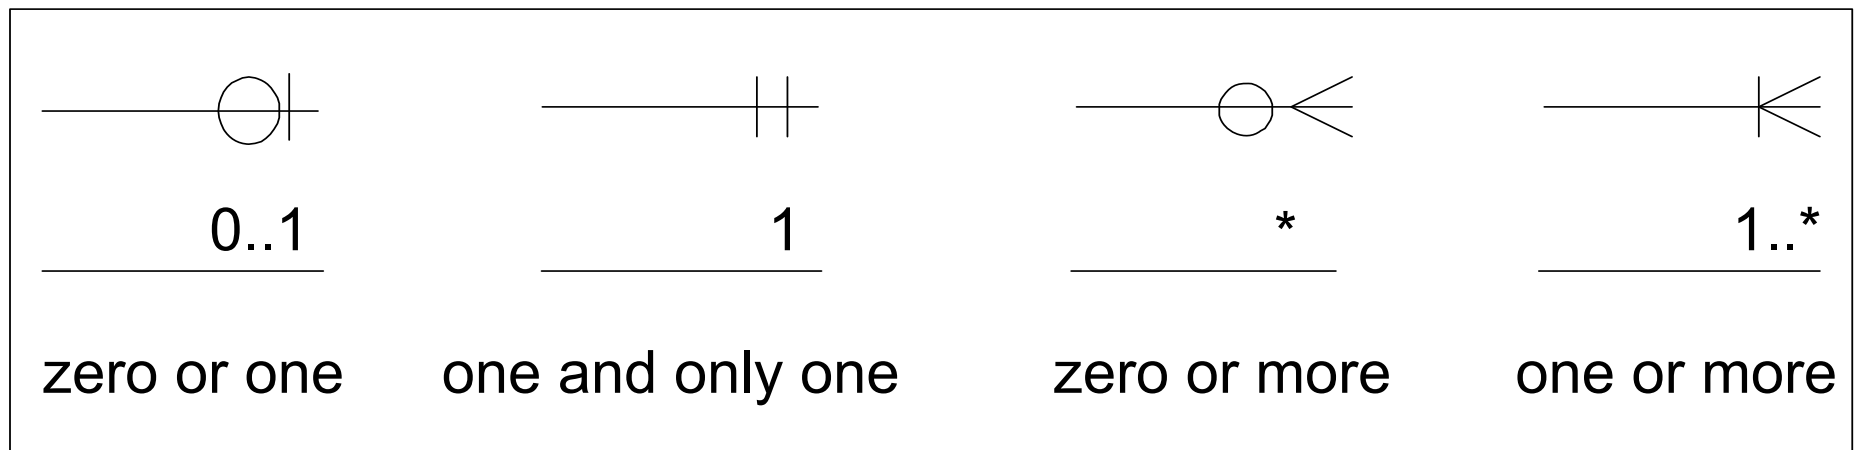 0..1 1 * 1..*
zero or one one and only one zero or more one or more